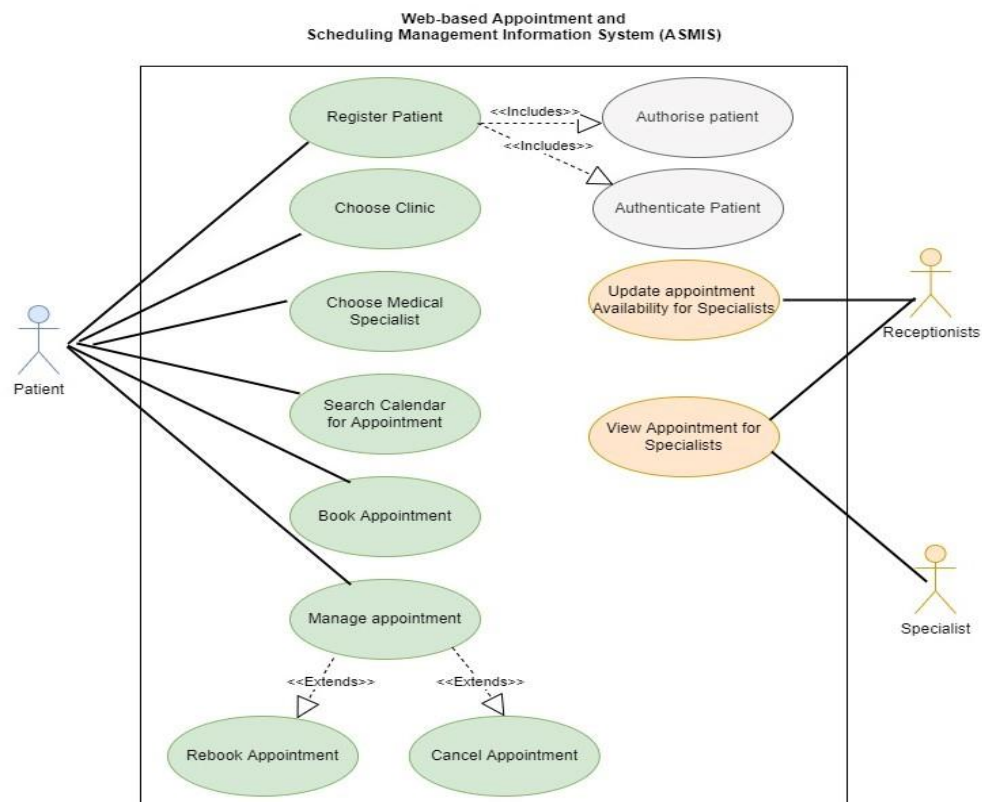 Web-based Appointment and
Scheduling Management Information System (ASMIS)
Register Patient
<<Includes>>
Authorise patient
<<Includes>>
Authenticate Patient
Choose Clinic
Update appointment
Availability for Specialists
Receptionists
Choose Medical
Specialist
Patient
Search Calendar
for Appointment
View Appointment for
Specialists
Book Appointment
Manage appointment
Specialist
<<Extends>>
<<Extends>>
Rebook Appointment
Cancel Appointment